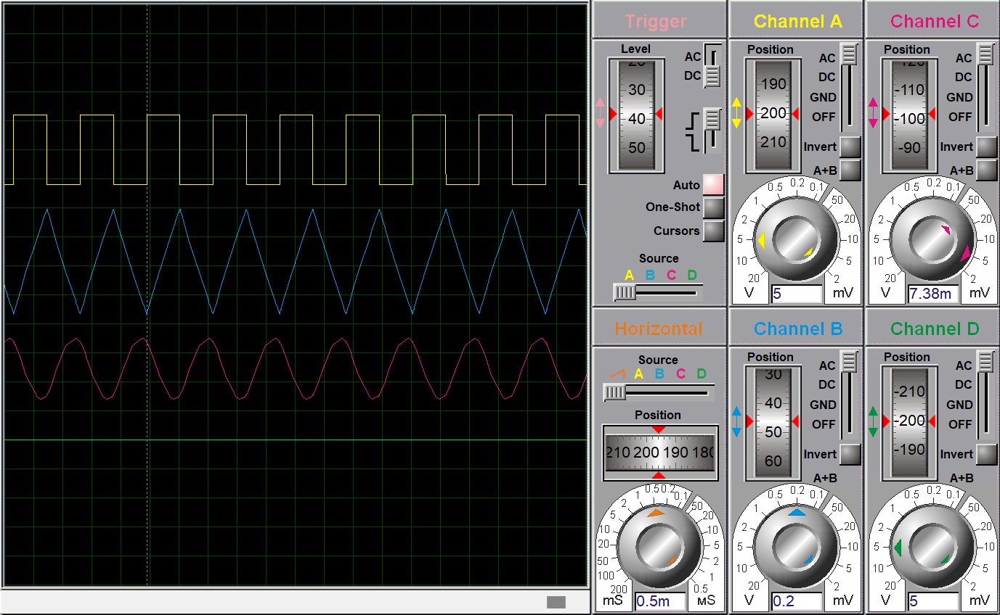 Trigger
Level
20
30
40
50
AC
DC
Auto
One-Shot
Cursors
Source
A B C D
Channel A
Position
190
200
210
AC
DC
GND
OFF
Invert
A+B
20 10 5 2 1 0.5 0.2 0.1 50 20 10 5 2
V
5
mV
Channel C
Position
-120
-110
-100
-90
AC
DC
GND
OFF
Invert
A+B
20 10 5 2 1 0.5 0.2 0.1 50 20 10 5 2
V
7.38m
mV
Horizontal
Source
A B C D
Position
210 200 190 180
200 100 50 20 10 5 2 1 0.5 0.2 0.1 50 20 10 5 2 1 0.5
mS
0.5m
мS
Channel B
Position
30
40
50
60
AC
DC
GND
OFF
Invert
A+B
20 10 5 2 1 0.5 0.2 0.1 50 20 10 5 2
V
0.2
mV
Channel D
Position
-210
-200
-190
AC
DC
GND
OFF
Invert
A+B
20 10 5 2 1 0.5 0.2 0.1 50 20 10 5 2
V
5
mV